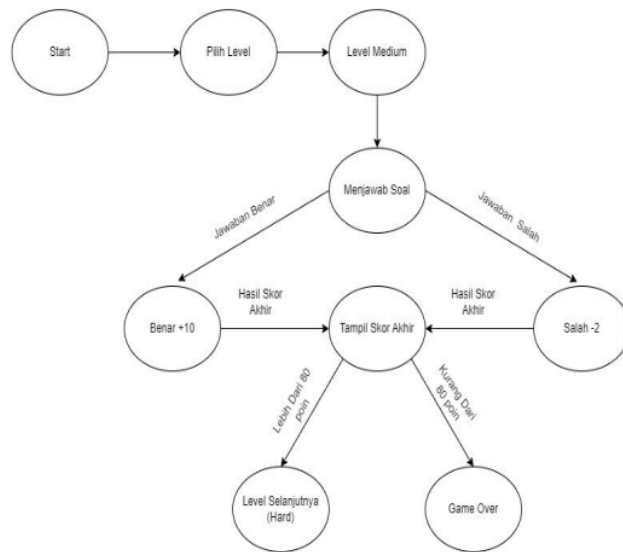 Start
Pilih Level
Level Medium
Menjawab Soal
Jawaban Benar
Jawaban Salah
Benar +10
Hasil Skor
Akhir
Tampil Skor Akhir
Hasil Skor
Akhir
Salah -2
Lebih Dari 80
poin
Kurang Dari
80 poin
Level Selanjutnya
(Hard)
Game Over